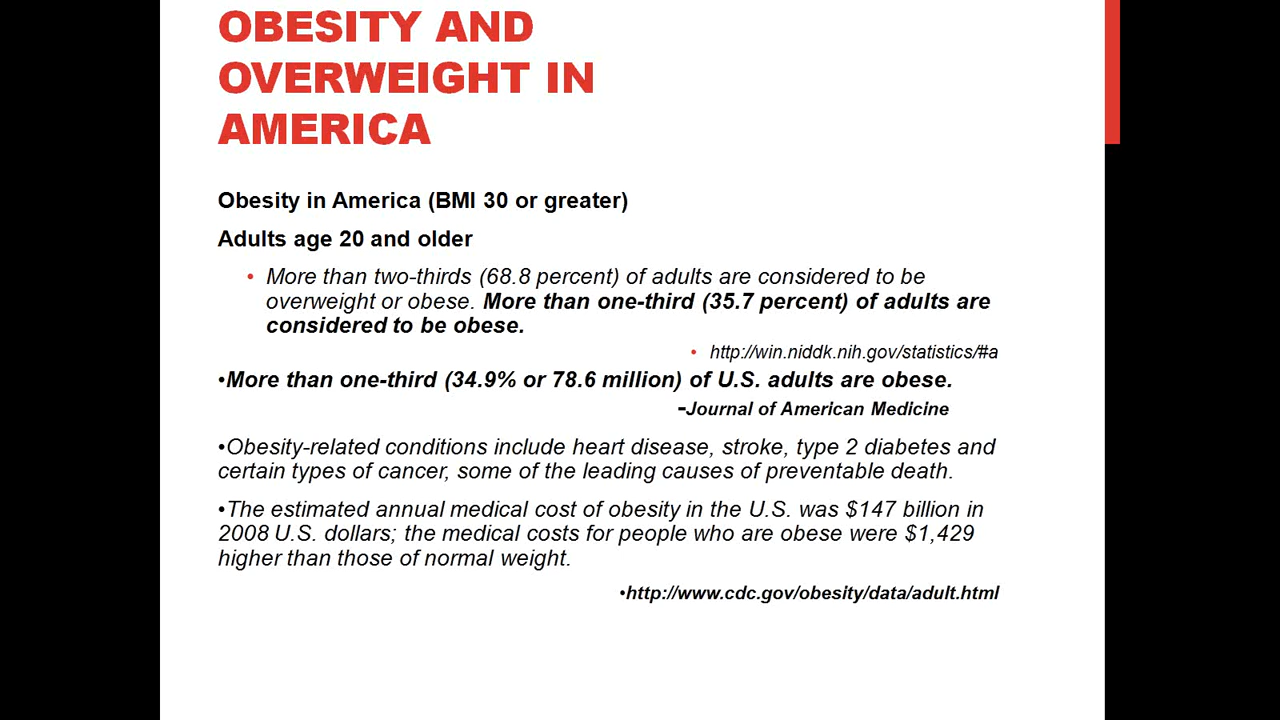 OBESITY AND
OVERWEIGHT IN
AMERICA
Obesity in America (BMI 30 or greater)
Adults age 20 and older
• More than two-thirds (68.8 percent) of adults are considered to be
overweight or obese. More than one-third (35.7 percent) of adults are
considered to be obese.
• http://win.niddk.nih.gov/statistics/#a
•More than one-third (34.9% or 78.6 million) of U.S. adults are obese.
-Journal of American Medicine
•Obesity-related conditions include heart disease, stroke, type 2 diabetes and
certain types of cancer, some of the leading causes of preventable death.
•The estimated annual medical cost of obesity in the U.S. was $147 billion in
2008 U.S. dollars; the medical costs for people who are obese were $1,429
higher than those of normal weight.
•http://www.cdc.gov/obesity/data/adult.html